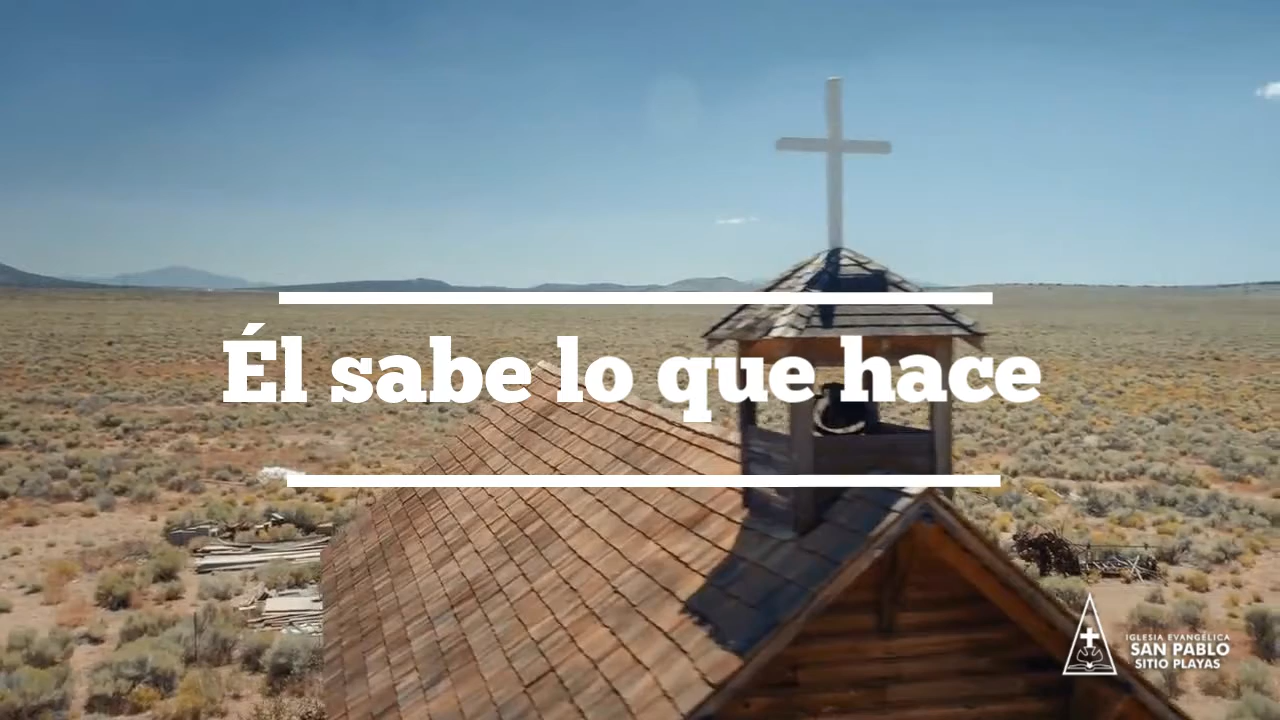 Él sabe lo que hace
IGLESIA EVANGÉLICA
SAN PABLO
SITIO PLAYAS